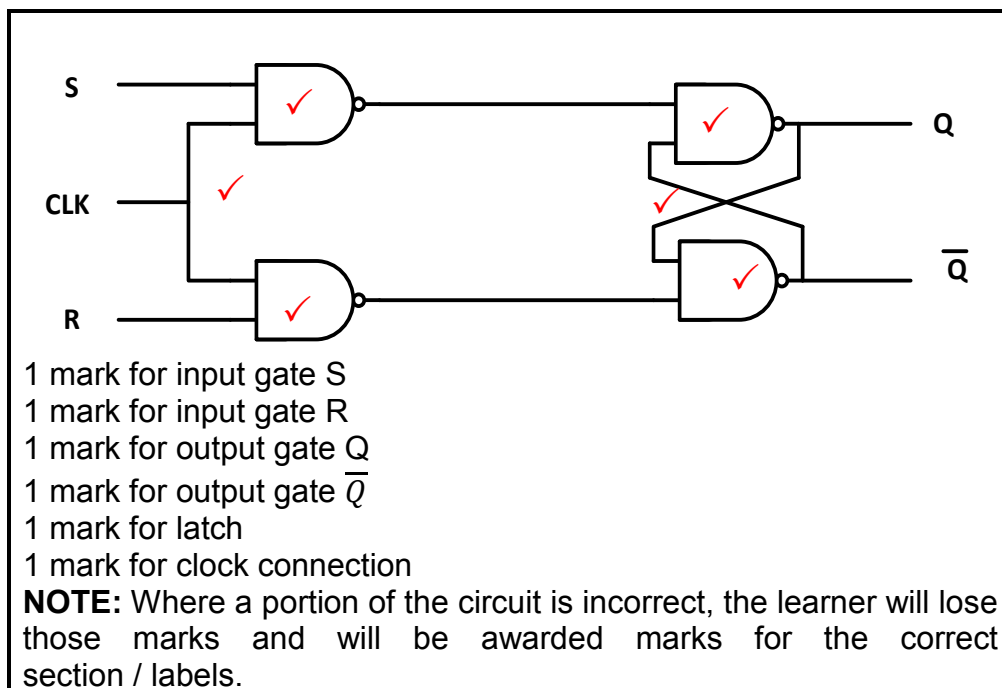 S
Q
CLK
Q̅
R
1 mark for input gate S
1 mark for input gate R
1 mark for output gate Q
1 mark for output gate Q̅
1 mark for latch
1 mark for clock connection
NOTE: Where a portion of the circuit is incorrect, the learner will lose
those marks and will be awarded marks for the correct
section / labels.